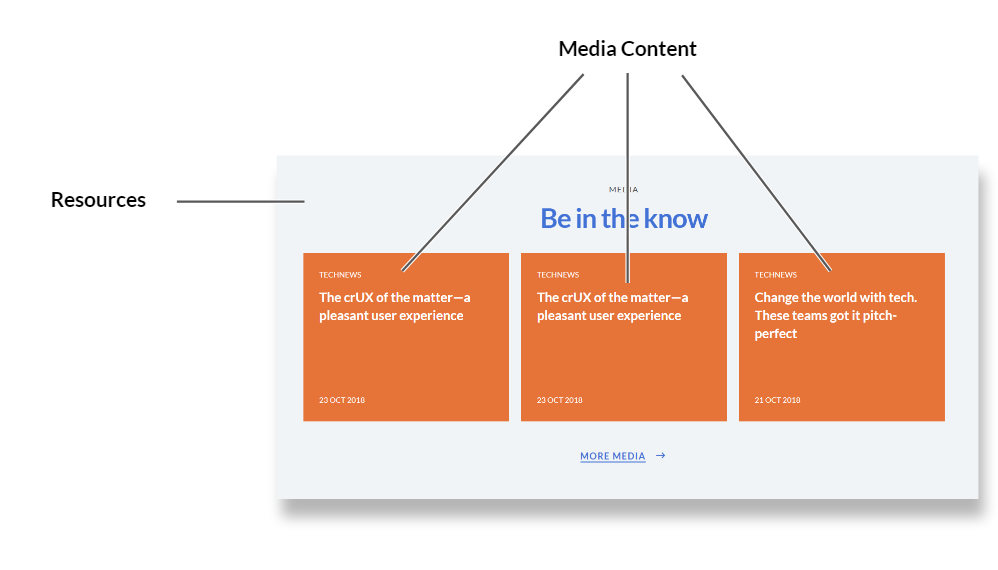 Media Content
Resources
MEDIA
Be in the know
TECHNEWS
The crUX of the matter—a
pleasant user experience
23 OCT 2018
TECHNEWS
The crUX of the matter—a
pleasant user experience
23 OCT 2018
TECHNEWS
Change the world with tech.
These teams got it pitch-
perfect
21 OCT 2018
MORE MEDIA →